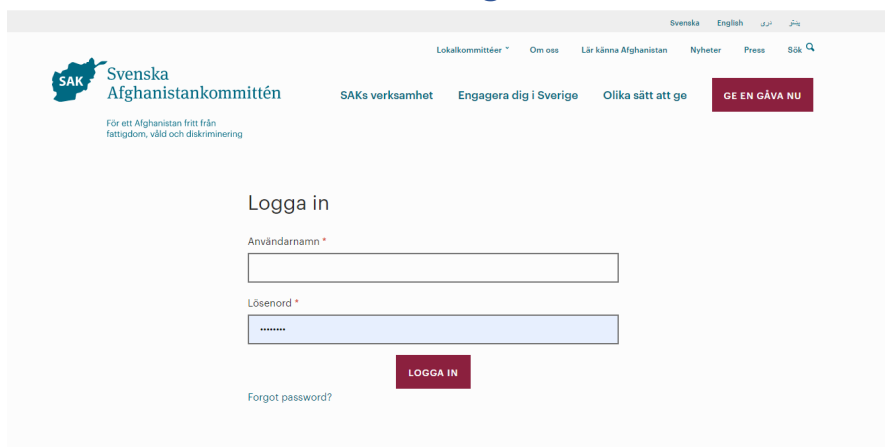 Svenska English دری پښتو
Lokalkommittéer Om oss Lär känna Afghanistan Nyheter Press Sök
SAK
Svenska
Afghanistankommittén
För ett Afghanistan fritt från
fattigdom, våld och diskriminering
SAKs verksamhet Engagera dig i Sverige Olika sätt att ge GE EN GÅVA NU
Logga in
Användarnamn *
Lösenord *
LOGGA IN
Forgot password?